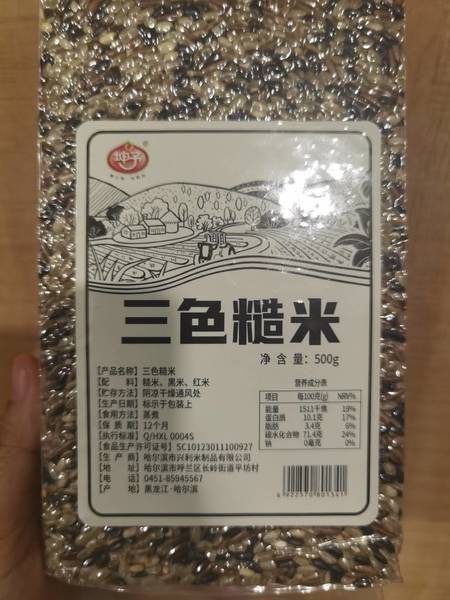 坤子
三色糙米
净含量: 500g
【产品名称】三色糙米
【配 料】糙米、黑米、红米
【贮存方法】阴凉干燥通风处
【生产日期】标示于包装上
【食用方法】蒸煮
【保 质 期】12个月
【执行标准】Q/HXL 0004S
【食品生产许可证号】SC10123011100927
【生 产 商】哈尔滨市兴利米制品有限公司
【地 址】哈尔滨市呼兰区长岭街道平坊村
【电 话】0451-85945567
【产 地】黑龙江·哈尔滨
营养成分表
项目 每100克(g) NRV%
能量 1511千焦 18%
蛋白质 10.1克 17%
脂肪 3.4克 6%
碳水化合物 71.4克 24%
钠 0毫克 0%